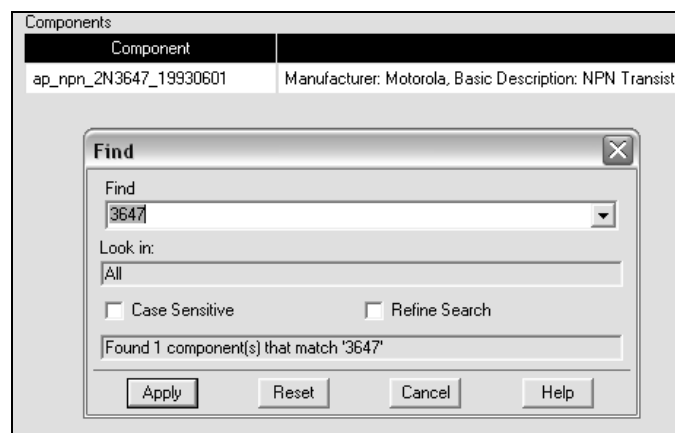 Components
Component
ap_npn_2N3647_19930601 Manufacturer: Motorola, Basic Description: NPN Transist
Find
Find
3647
Look in:
All
Case Sensitive Refine Search
Found 1 component(s) that match '3647'
Apply Reset Cancel Help